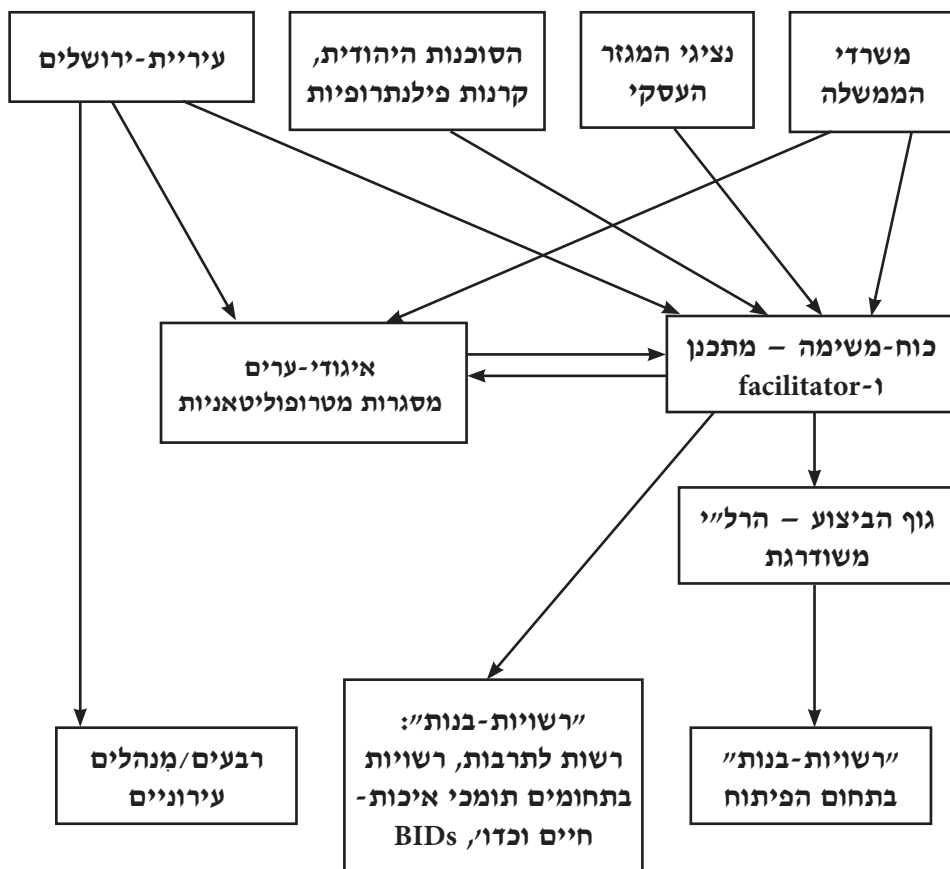 משרדי
הממשלה
נציגי המגזר
העסקי
הסוכנות היהודית,
קרנות פילנתרופיות
עיריית-ירושלים
כוח-משימה – מתכנן
ו-facilitator
איגודי-ערים
מסגרות מטרופוליטאניות
גוף הביצוע – הרל״י
משודרגת
״רשויות-בנות״
בתחום הפיתוח
״רשויות-בנות״:
רשות לתרבות, רשויות
בתחומים תומכי איכות-
חיים וכדו׳, BIDs
רבעים/מִנהלים
עירוניים